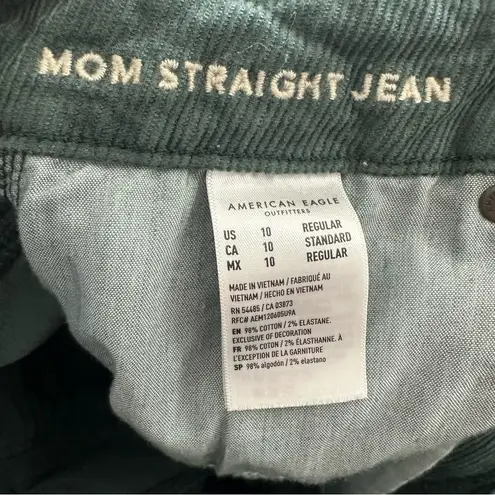 MOM STRAIGHT JEAN
AMERICAN EAGLE
OUTFITTERS
US 10 REGULAR
CA 10 STANDARD
MX 10 REGULAR
MADE IN VIETNAM / FABRIQUÉ AU
VIETNAM / HECHO EN VIETNAM
RN 54485 / CA 03873
RFC# AEM120605U9A
EN 98% COTTON / 2% ELASTANE.
EXCLUSIVE OF DECORATION
FR 98% COTON / 2% ÉLASTHANNE. À
L'EXCEPTION DE LA GARNITURE
SP 98% algodón / 2% elastano